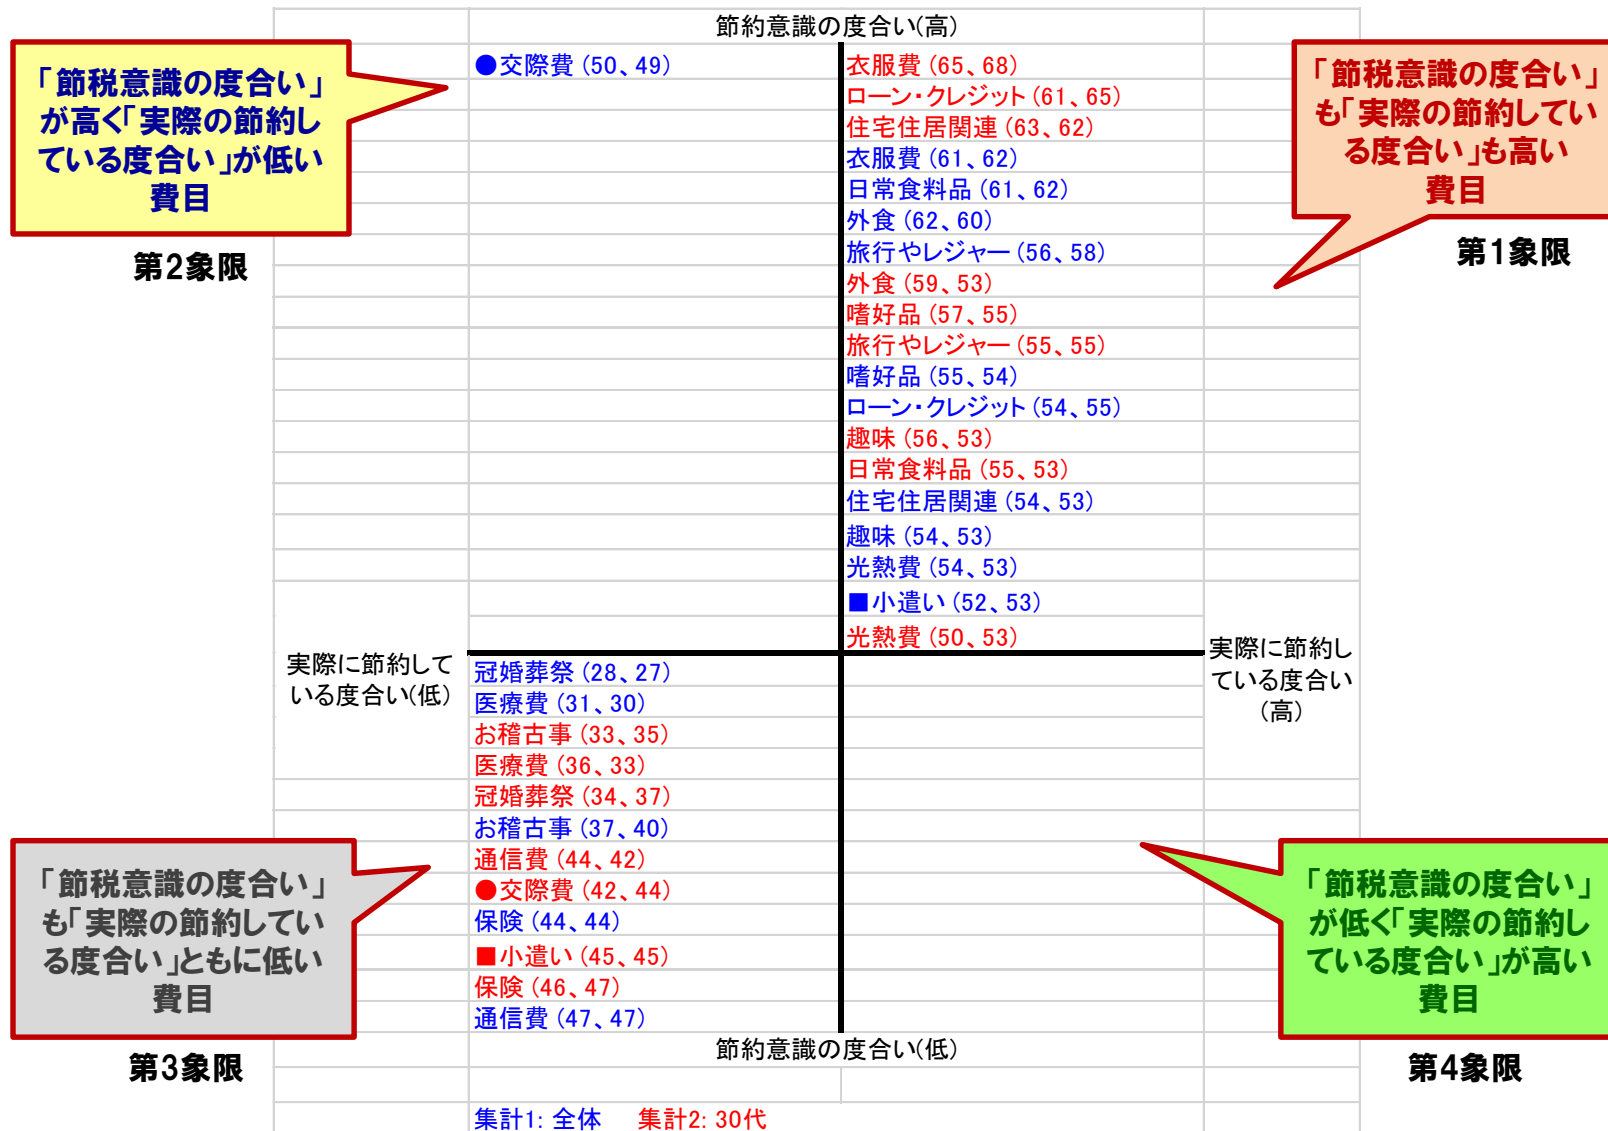 節約意識の度合い(高)
「節税意識の度合い」
が高く「実際の節約し
ている度合い」が低い
費目
第2象限
●交際費 (50、49)
衣服費 (65、68)
ローン・クレジット (61、65)
住宅住居関連 (63、62)
衣服費 (61、62)
日常食料品 (61、62)
外食 (62、60)
旅行やレジャー (56、58)
外食 (59、53)
嗜好品 (57、55)
旅行やレジャー (55、55)
嗜好品 (55、54)
ローン・クレジット (54、55)
趣味 (56、53)
日常食料品 (55、53)
住宅住居関連 (54、53)
趣味 (54、53)
光熱費 (54、53)
■小遣い (52、53)
光熱費 (50、53)
「節税意識の度合い」
も「実際の節約してい
る度合い」も高い
費目
第1象限
実際に節約して
いる度合い(低)
実際に節約し
ている度合い
(高)
冠婚葬祭 (28、27)
医療費 (31、30)
お稽古事 (33、35)
医療費 (36、33)
冠婚葬祭 (34、37)
お稽古事 (37、40)
通信費 (44、42)
●交際費 (42、44)
保険 (44、44)
■小遣い (45、45)
保険 (46、47)
通信費 (47、47)
「節税意識の度合い」
も「実際の節約してい
る度合い」ともに低い
費目
第3象限
「節税意識の度合い」
が低く「実際の節約し
ている度合い」が高い
費目
第4象限
節約意識の度合い(低)
集計1: 全体 集計2: 30代